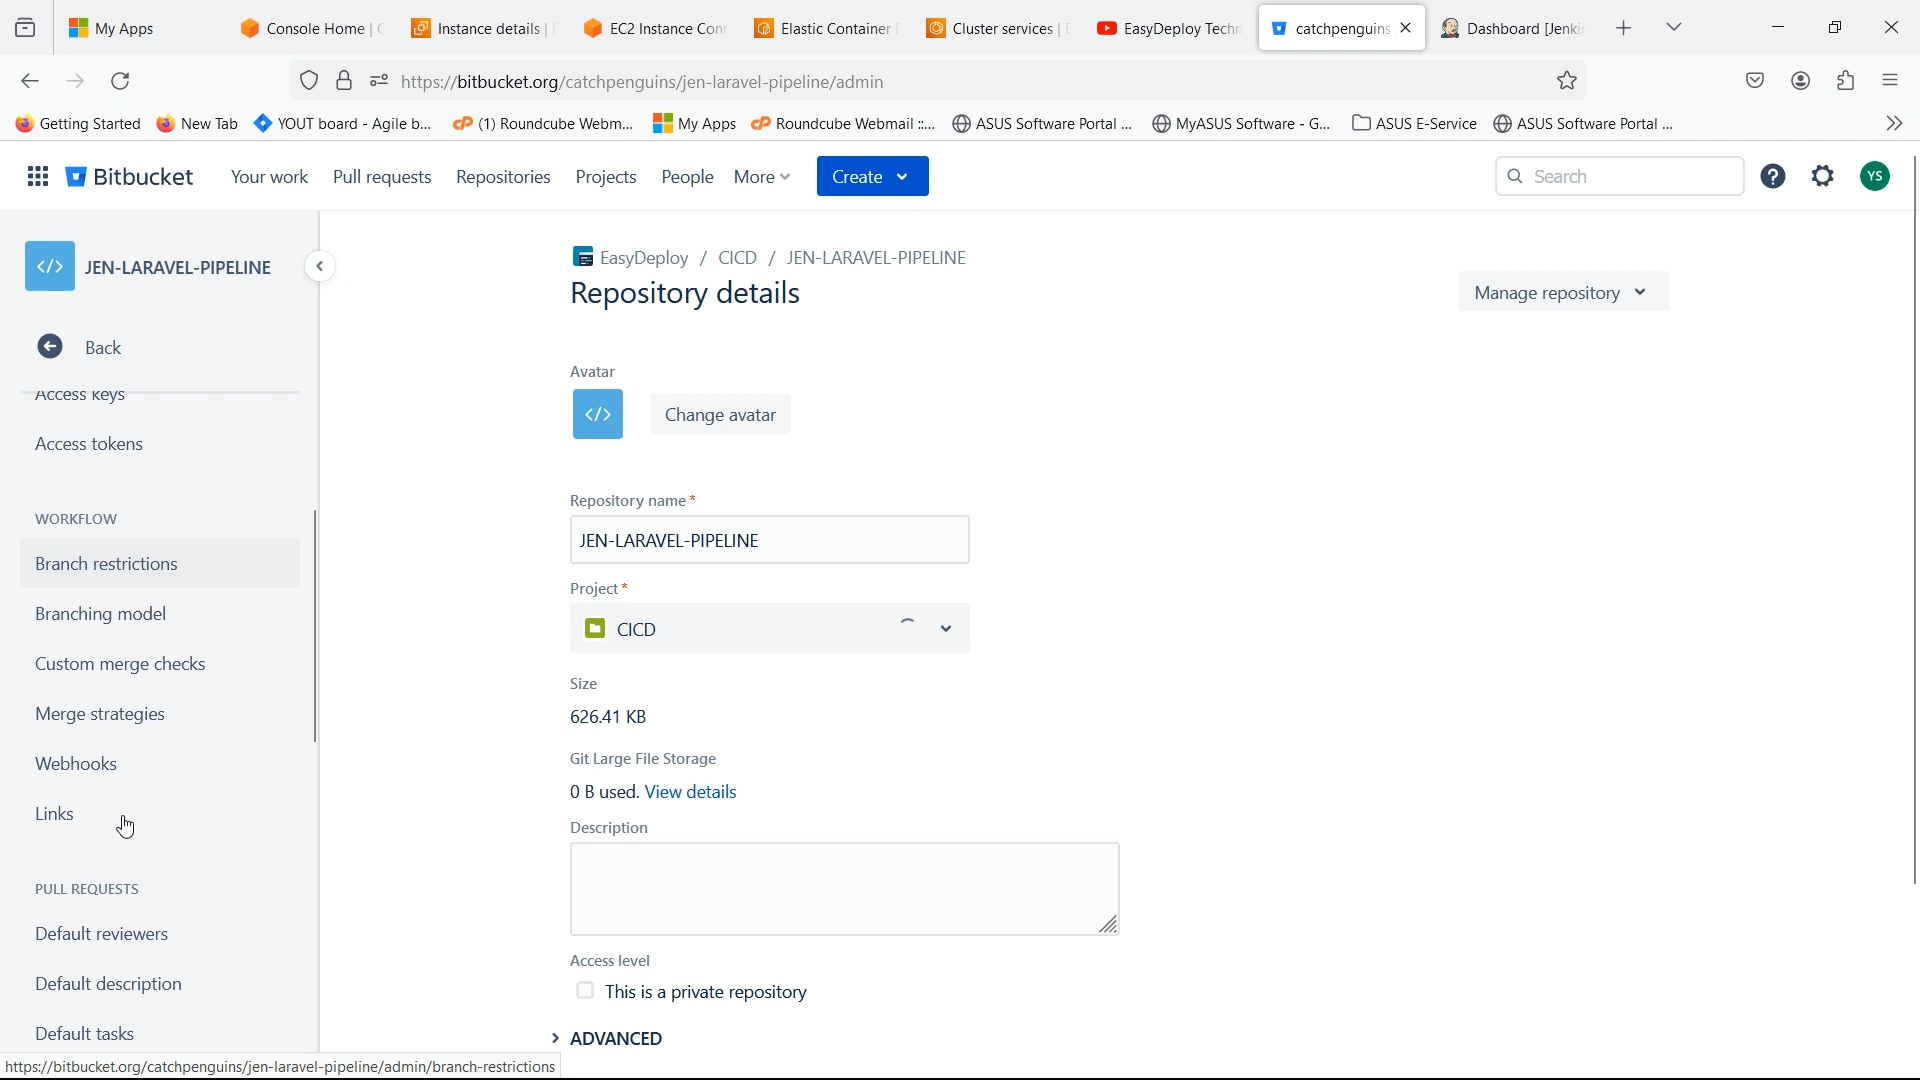 My Apps
Console Home | C
Instance details | E
EC2 Instance Con
Elastic Container
Cluster services | E
EasyDeploy Techn
catchpenguins
Dashboard [Jenki
https://bitbucket.org/catchpenguins/jen-laravel-pipeline/admin
Getting Started
New Tab
YOUT board - Agile b...
(1) Roundcube Webm...
My Apps
Roundcube Webmail ::...
ASUS Software Portal ...
MyASUS Software - G...
ASUS E-Service
ASUS Software Portal ...
Bitbucket
Your work
Pull requests
Repositories
Projects
People
More
Create
Search
YS
JEN-LARAVEL-PIPELINE
Back
Access keys
Access tokens
WORKFLOW
Branch restrictions
Branching model
Custom merge checks
Merge strategies
Webhooks
Links
PULL REQUESTS
Default reviewers
Default description
Default tasks
EasyDeploy / CICD / JEN-LARAVEL-PIPELINE
Repository details
Manage repository
Avatar
Change avatar
Repository name *
JEN-LARAVEL-PIPELINE
Project *
CICD
Size
626.41 KB
Git Large File Storage
0 B used. View details
Description
Access level
This is a private repository
ADVANCED
https://bitbucket.org/catchpenguins/jen-laravel-pipeline/admin/branch-restrictions